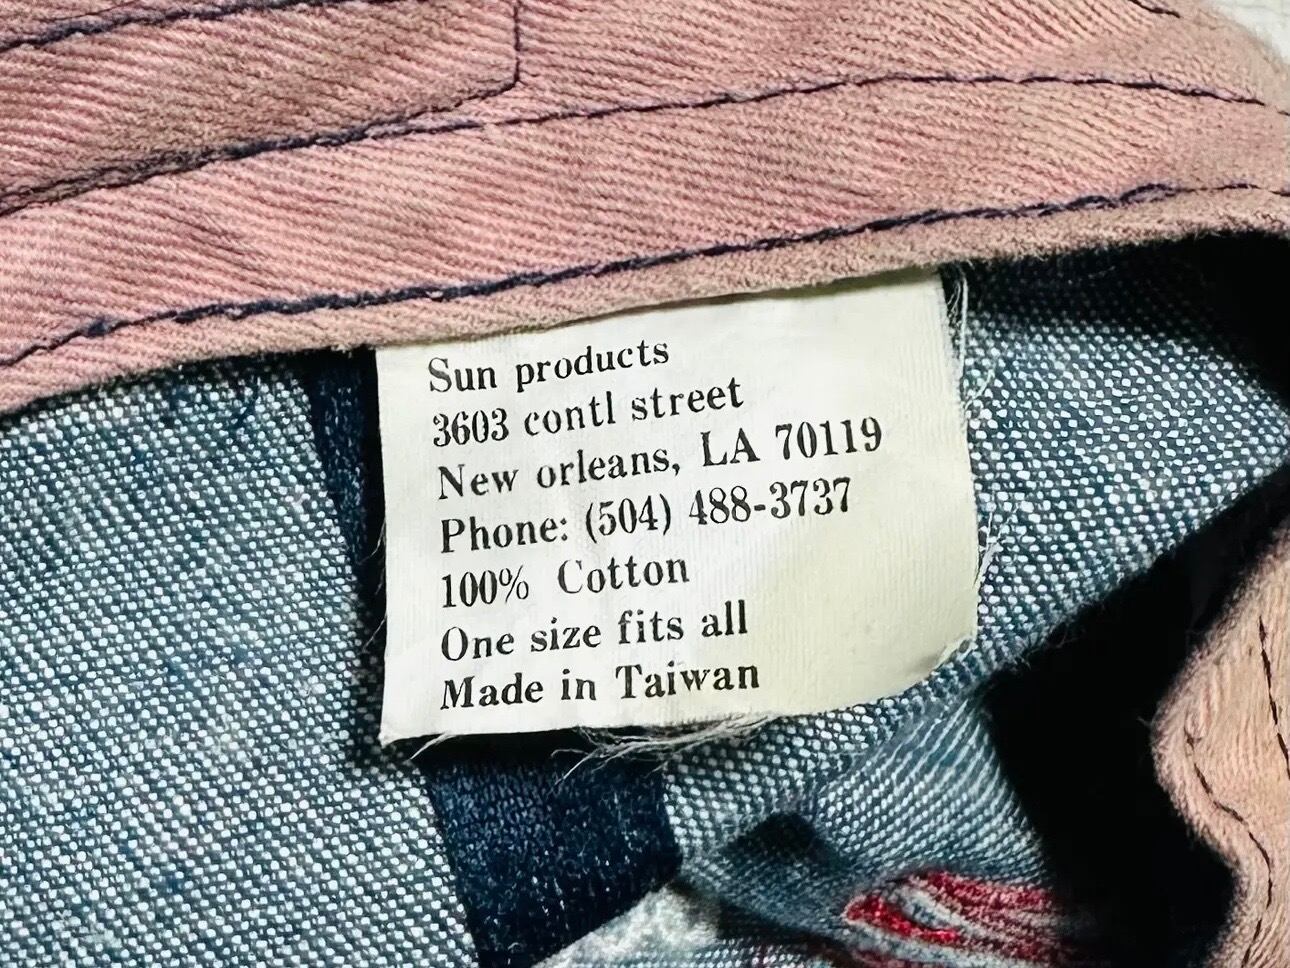 Sun products
3603 contl street
New orleans, LA 70119
Phone: (504) 488-3737
100% Cotton
One size fits all
Made in Taiwan